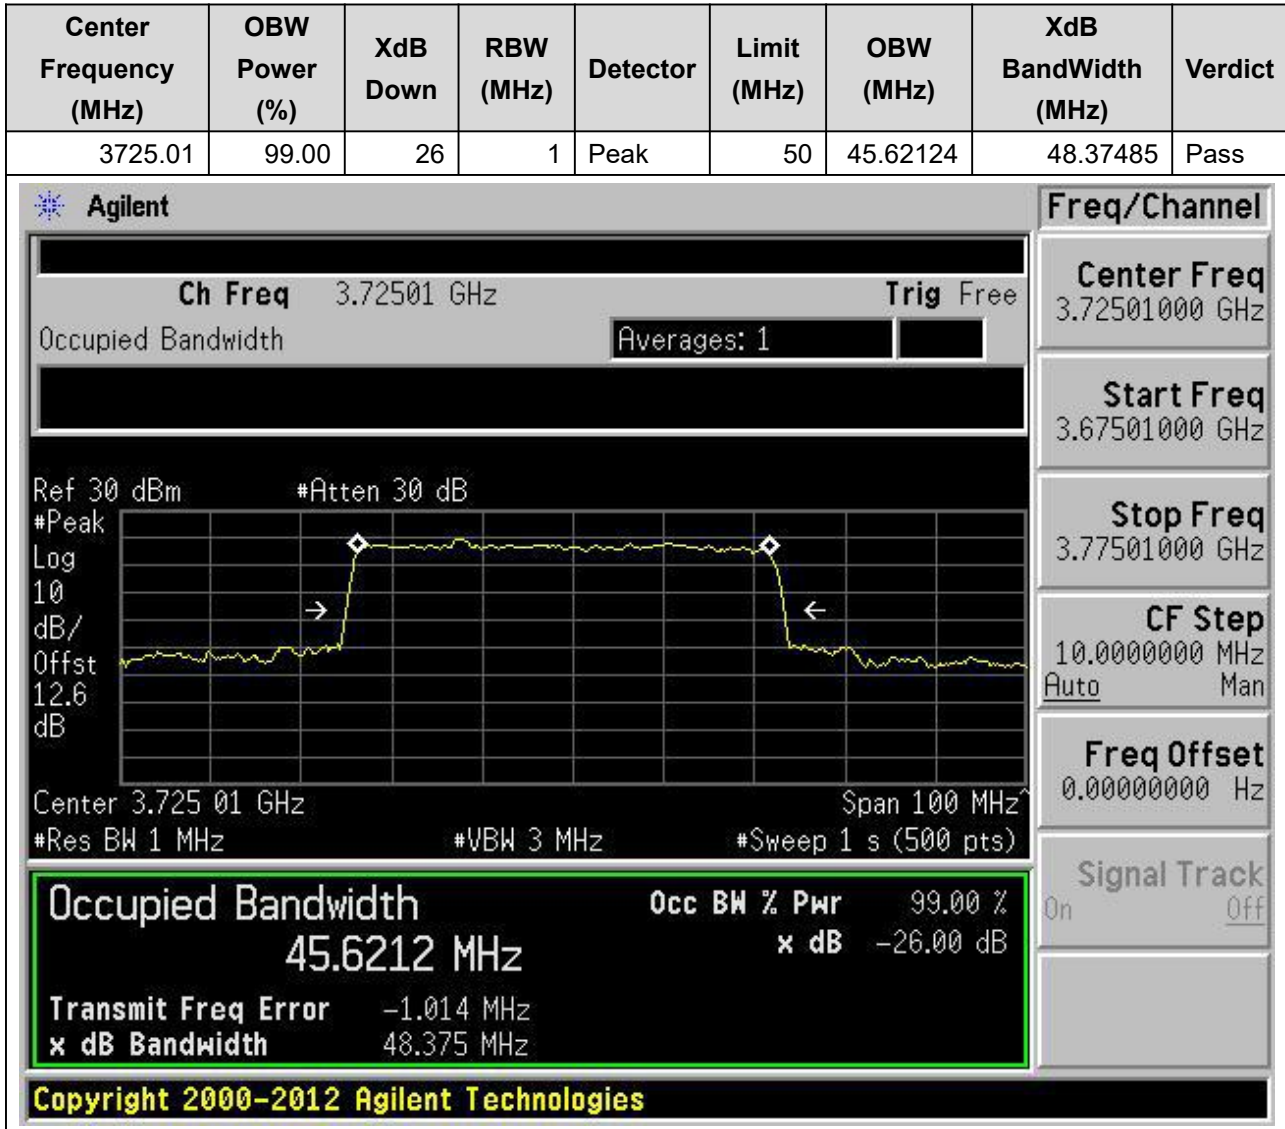 Center Frequency (MHz) OBW Power (%) XdB Down RBW (MHz) Detector Limit (MHz) OBW (MHz) XdB BandWidth (MHz) Verdict
3725.01 99.00 26 1 Peak 50 45.62124 48.37485 Pass
Agilent
Freq/Channel
Ch Freq 3.72501 GHz Trig Free
Occupied Bandwidth Averages: 1
Center Freq
3.72501000 GHz
Start Freq
3.67501000 GHz
Stop Freq
3.77501000 GHz
CF Step
10.0000000 MHz
Auto Man
Freq Offset
0.00000000 Hz
Signal Track
On Off
Ref 30 dBm #Atten 30 dB
#Peak
Log
10
dB/
Offst
12.6
dB
Center 3.725 01 GHz Span 100 MHz^
#Res BW 1 MHz #VBW 3 MHz #Sweep 1 s (500 pts)
Occupied Bandwidth Occ BW % Pwr 99.00 %
45.6212 MHz x dB -26.00 dB
Transmit Freq Error -1.014 MHz
x dB Bandwidth 48.375 MHz
Copyright 2000-2012 Agilent Technologies